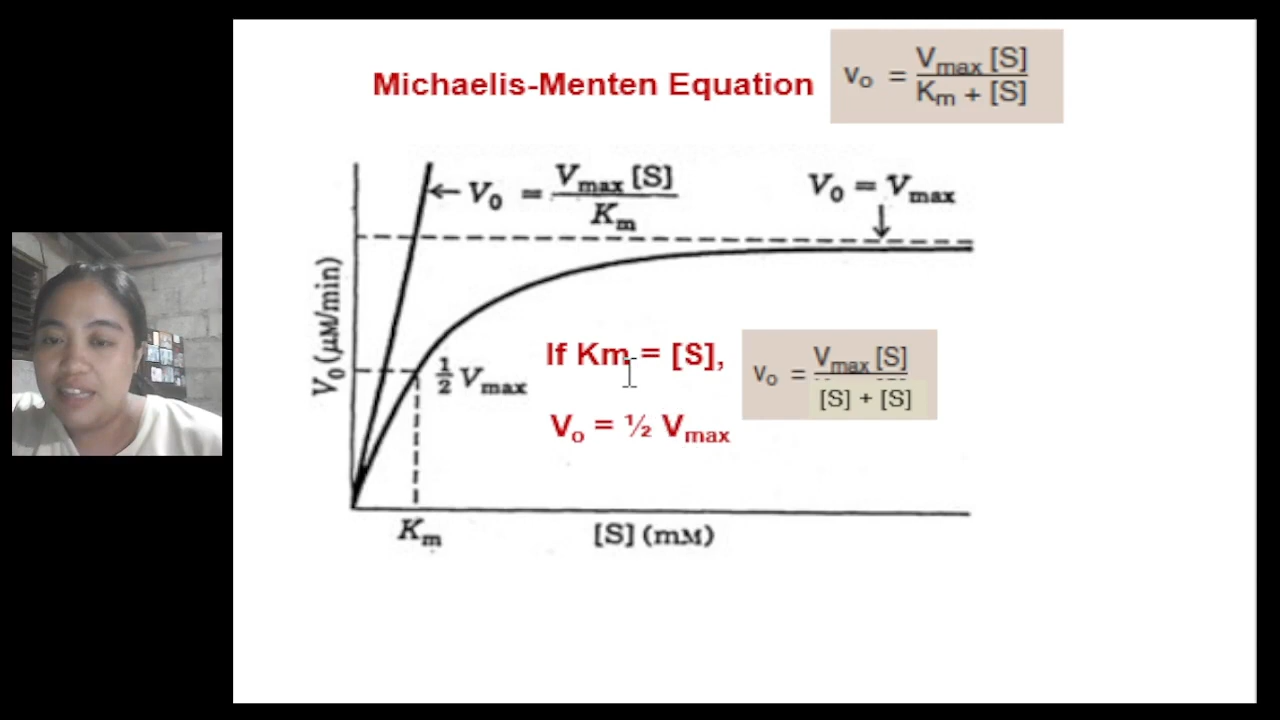 Michaelis-Menten Equation
v₀ = Vmax [S] / Km + [S]
V₀ = Vmax [S] / Km
V₀ = Vmax
V₀ (μM/min)
½ Vmax
If Km = [S],
v₀ = Vmax [S] / [S] + [S]
Vₒ = ½ Vmax
Km
[S] (mM)